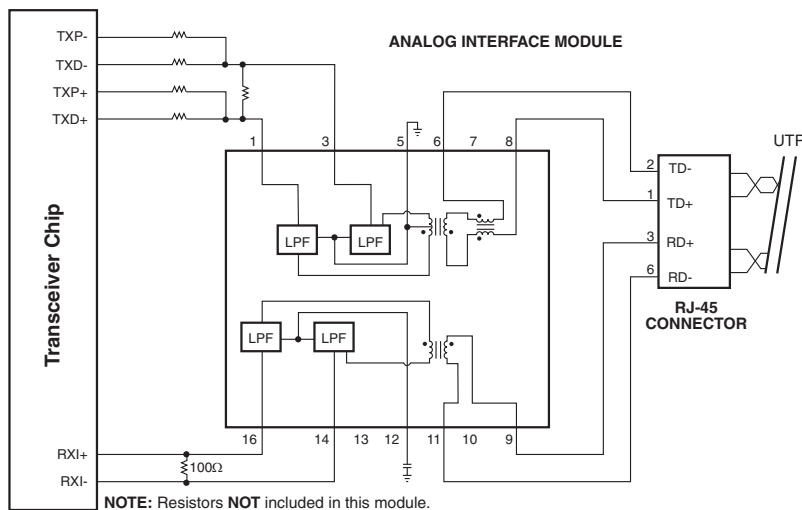 ANALOG INTERFACE MODULE
Transceiver Chip
TXP-
TXD-
TXP+
TXD+
1 3 5 6 7 8
LPF LPF
LPF LPF
16 14 13 12 11 10 9
RXI+
RXI-
100Ω
2 TD-
1 TD+
3 RD+
6 RD-
UTP
RJ-45
CONNECTOR
NOTE: Resistors NOT included in this module.